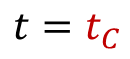 t = t_C